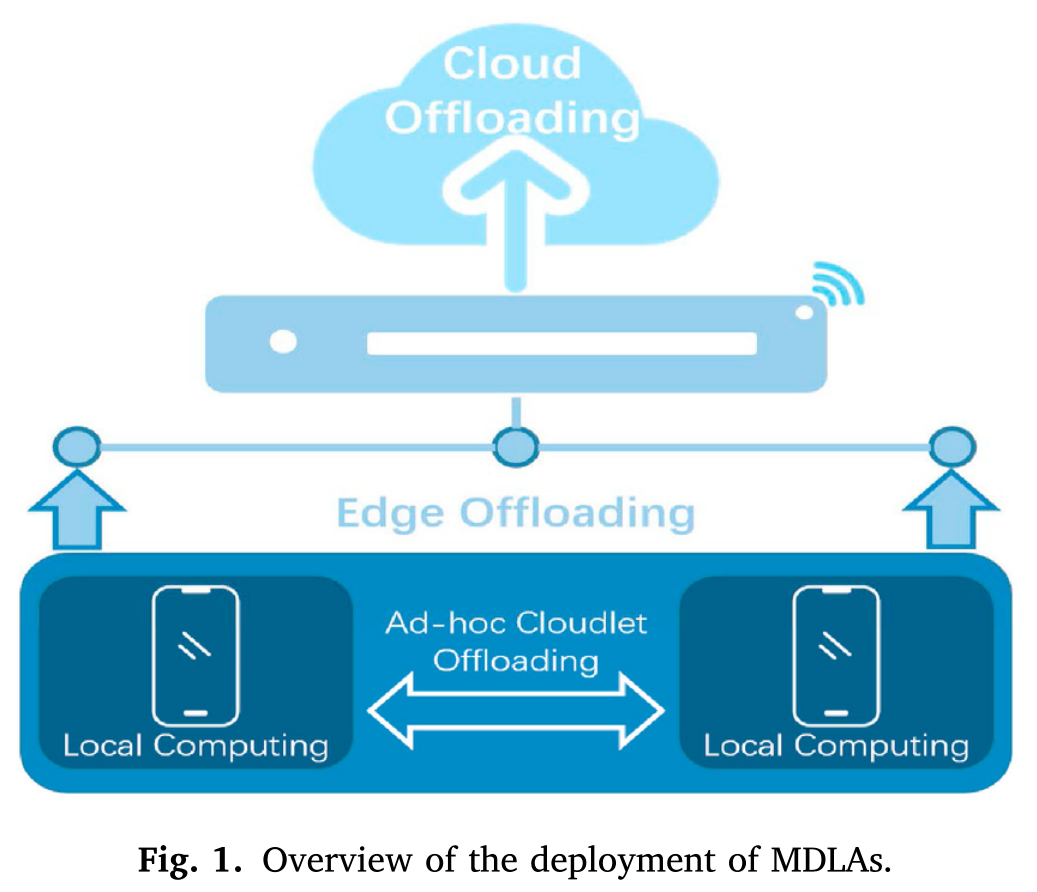 Cloud
Offloading
Edge Offloading
Ad-hoc Cloudlet
Offloading
Local Computing
Local Computing
Fig. 1. Overview of the deployment of MDLAs.